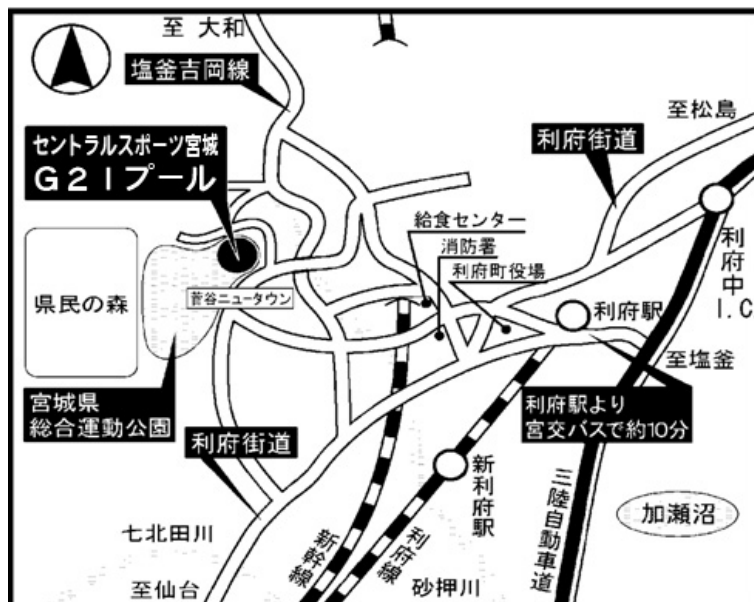 至 大和
塩釜吉岡線
セントラルスポーツ宮城
G21プール
県民の森
菅谷ニュータウン
宮城県
総合運動公園
利府街道
七北田川
至仙台
給食センター
消防署
利府町役場
利府街道
至松島
利府中I.C
利府駅
至塩釜
利府駅より
宮交バスで約10分
新利府駅
新幹線
利府線
砂押川
三陸自動車道
加瀬沼